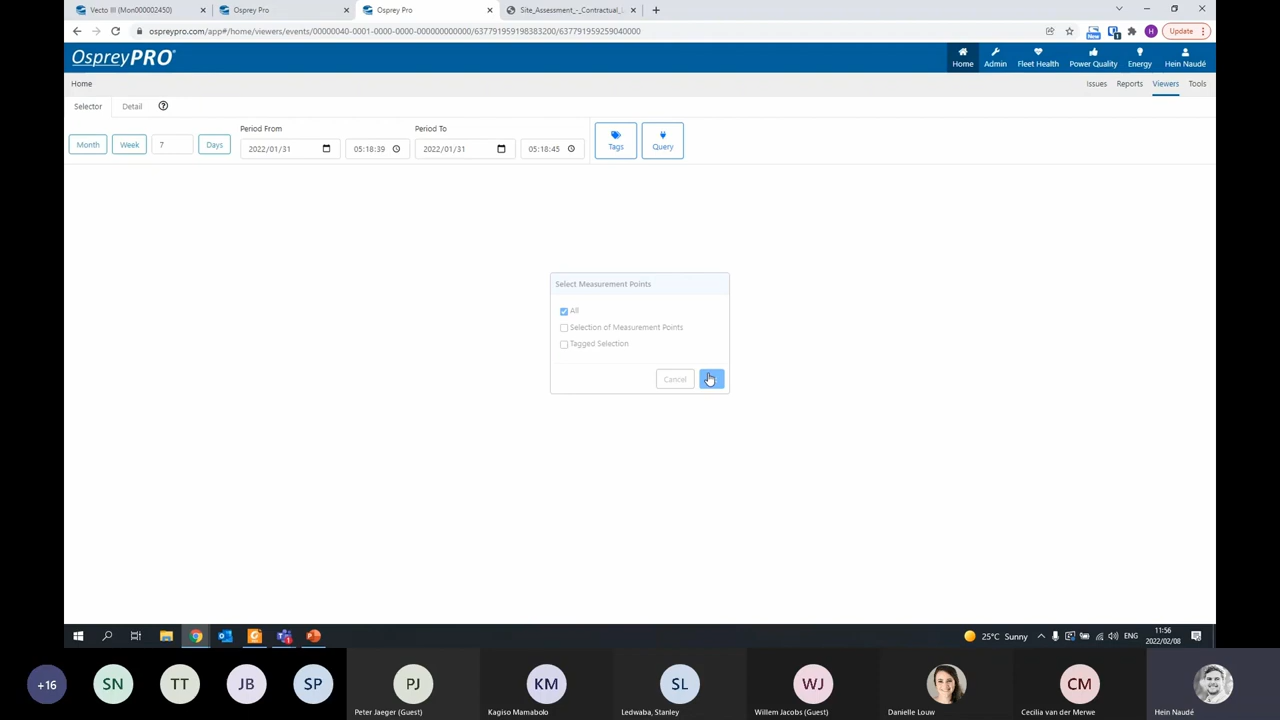 Vecto III (Mon000002450)
Osprey Pro
Osprey Pro
Site_Assessment_-_Contractual_
ospreypro.com/app#/home/viewers/events/00000040-0001-0000-0000-000000000000/637791959198383200/637791959259040000
New
1
H
Update
OspreyPRO
Home
Admin
Fleet Health
Power Quality
Energy
Hein Naudé
Home
Issues
Reports
Viewers
Tools
Selector
Detail
Period From
Period To
Month
Week
7
Days
2022/01/31
05:18:39
2022/01/31
05:18:45
Tags
Query
Select Measurement Points
All
Selection of Measurement Points
Tagged Selection
Cancel
25°C Sunny
ENG
11:56
2022/02/08
+16
SN
TT
JB
SP
PJ
KM
SL
WJ
CM
Peter Jaeger (Guest)
Kagiso Mamabolo
Ledwaba, Stanley
Willem Jacobs (Guest)
Danielle Louw
Cecilia van der Merwe
Hein Naudé